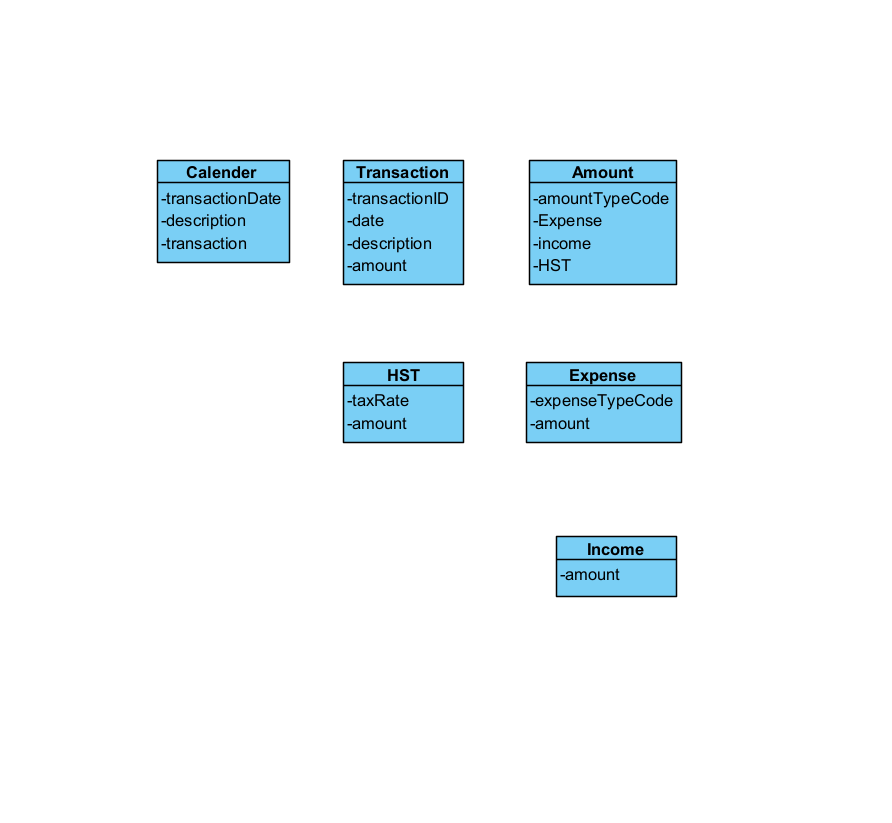 Calender
-transactionDate
-description
-transaction
Transaction
-transactionID
-date
-description
-amount
Amount
-amountTypeCode
-Expense
-income
-HST
HST
-taxRate
-amount
Expense
-expenseTypeCode
-amount
Income
-amount